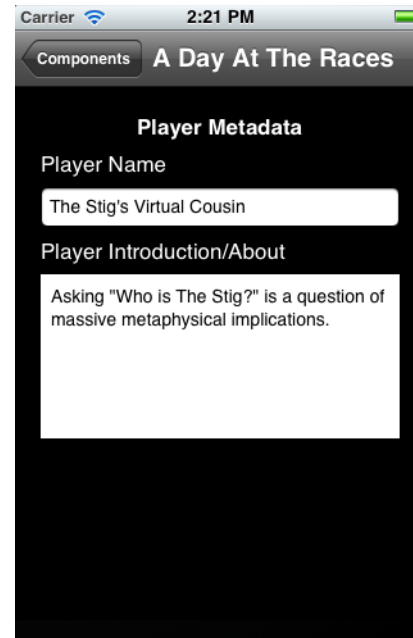 Carrier 2:21 PM
Components A Day At The Races
Player Metadata
Player Name
The Stig's Virtual Cousin
Player Introduction/About
Asking "Who is The Stig?" is a question of
massive metaphysical implications.